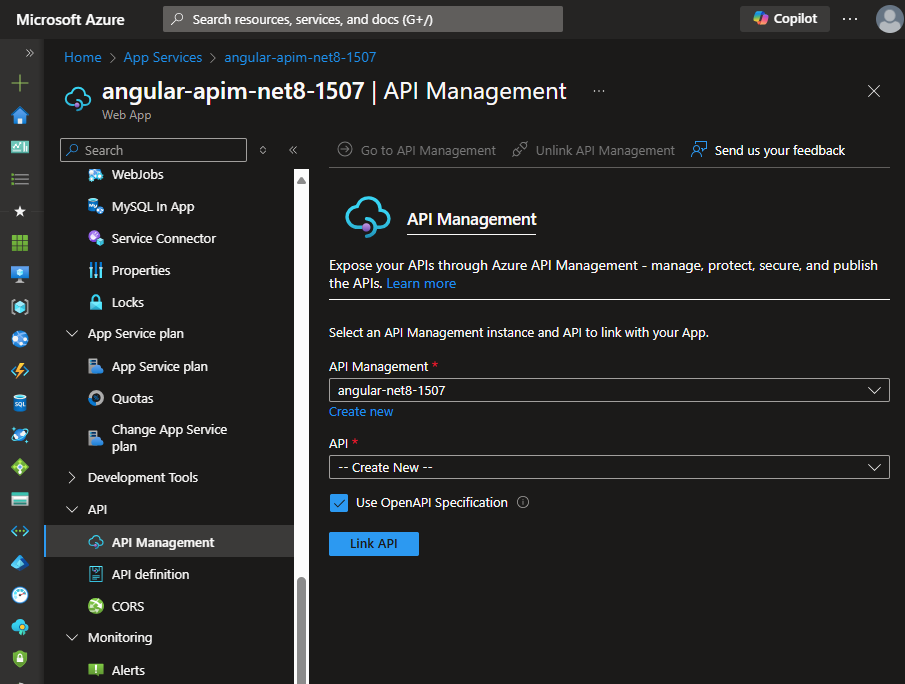 Microsoft Azure
Search resources, services, and docs (G+/)
Copilot
Home > App Services > angular-apim-net8-1507
angular-apim-net8-1507 | API Management
Web App
Search
Go to API Management
Unlink API Management
Send us your feedback
WebJobs
MySQL In App
Service Connector
Properties
Locks
App Service plan
App Service plan
Quotas
Change App Service
plan
Development Tools
API
API Management
API definition
CORS
Monitoring
Alerts
API Management
Expose your APIs through Azure API Management - manage, protect, secure, and publish
the APIs. Learn more
Select an API Management instance and API to link with your App.
API Management *
angular-net8-1507
Create new
API *
-- Create New --
Use OpenAPI Specification
Link API